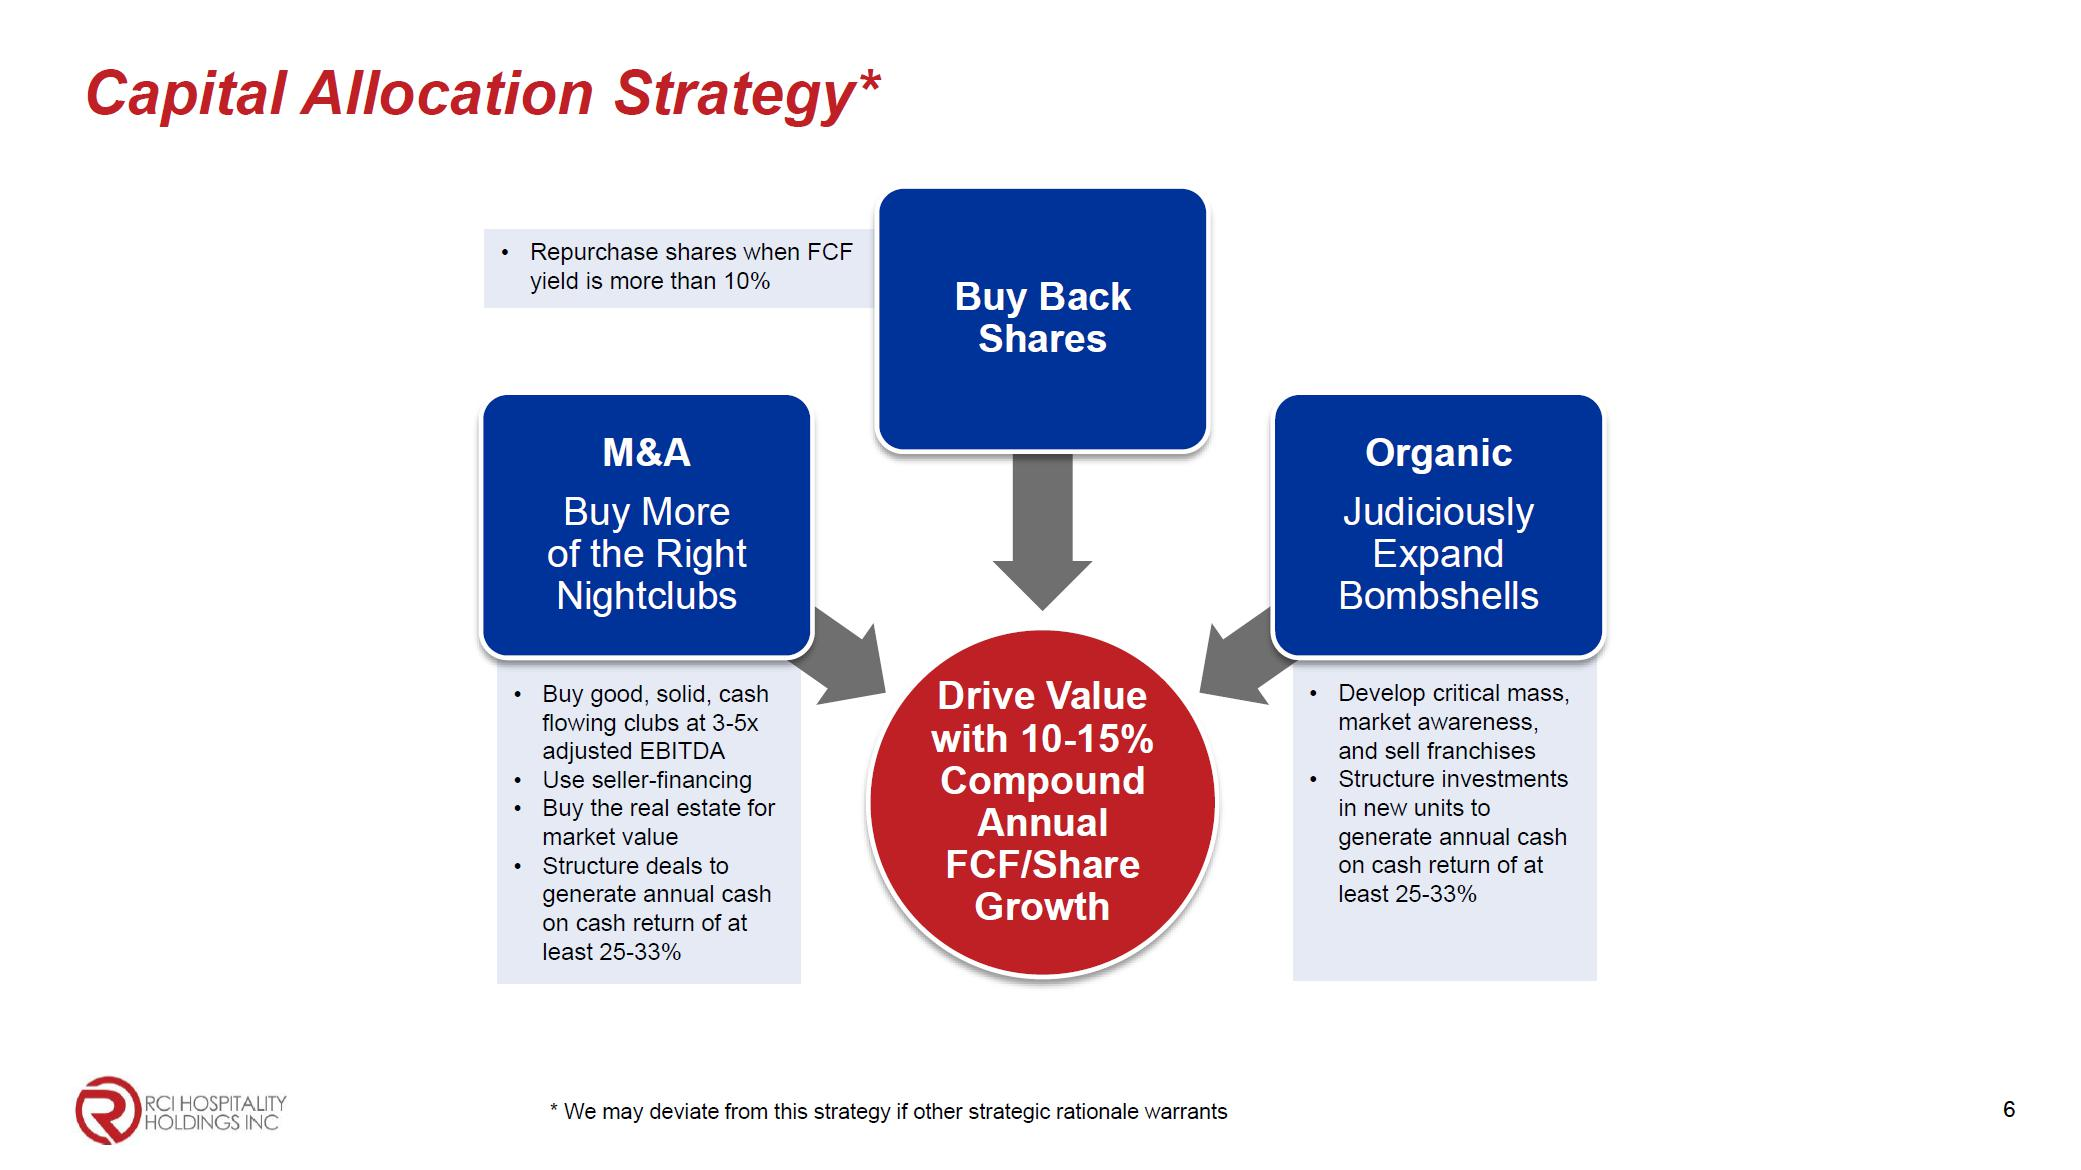 Capital Allocation Strategy*
• Repurchase shares when FCF
yield is more than 10%
Buy Back
Shares
M&A
Buy More
of the Right
Nightclubs
• Buy good, solid, cash
flowing clubs at 3-5x
adjusted EBITDA
• Use seller-financing
• Buy the real estate for
market value
• Structure deals to
generate annual cash
on cash return of at
least 25-33%
Organic
Judiciously
Expand
Bombshells
• Develop critical mass,
market awareness,
and sell franchises
• Structure investments
in new units to
generate annual cash
on cash return of at
least 25-33%
Drive Value
with 10-15%
Compound
Annual
FCF/Share
Growth
RCI HOSPITALITY
HOLDINGS INC
* We may deviate from this strategy if other strategic rationale warrants
6